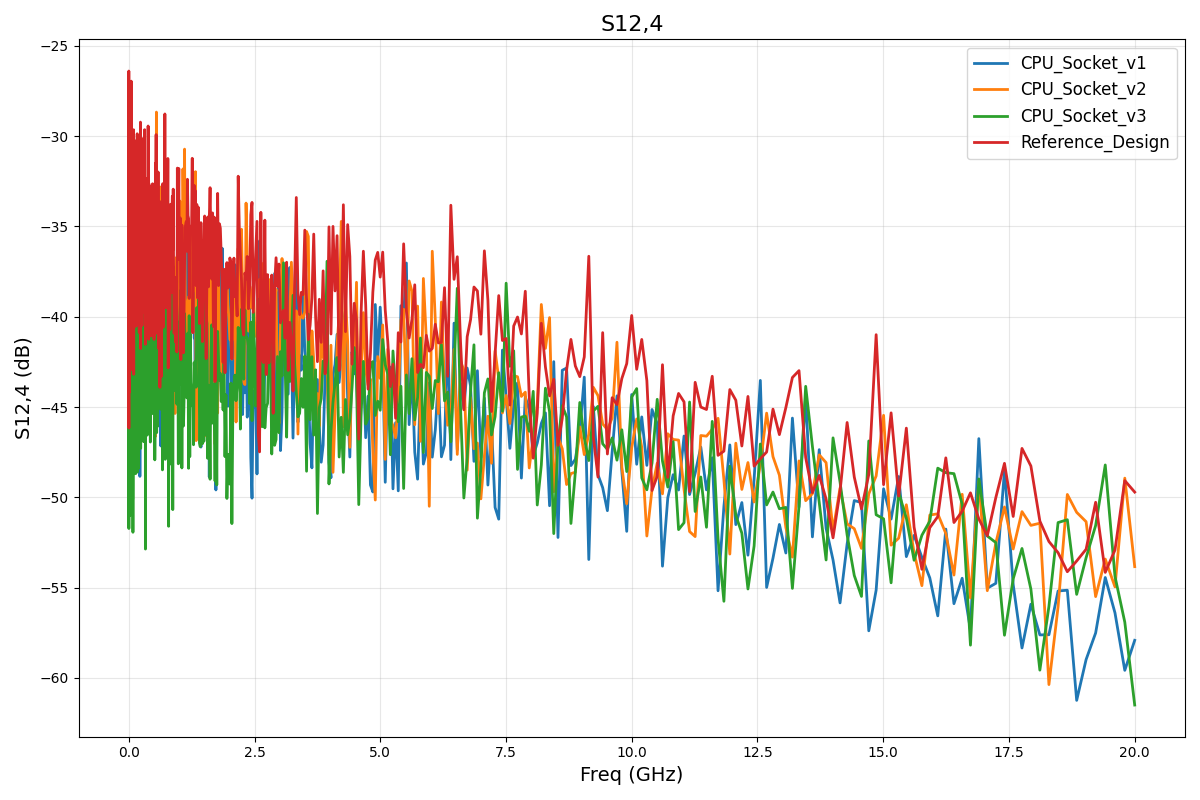 S12,4
−25
−30
−35
−40
−45
−50
−55
−60
S12,4 (dB)
CPU_Socket_v1
CPU_Socket_v2
CPU_Socket_v3
Reference_Design
0.0 2.5 5.0 7.5 10.0 12.5 15.0 17.5 20.0
Freq (GHz)